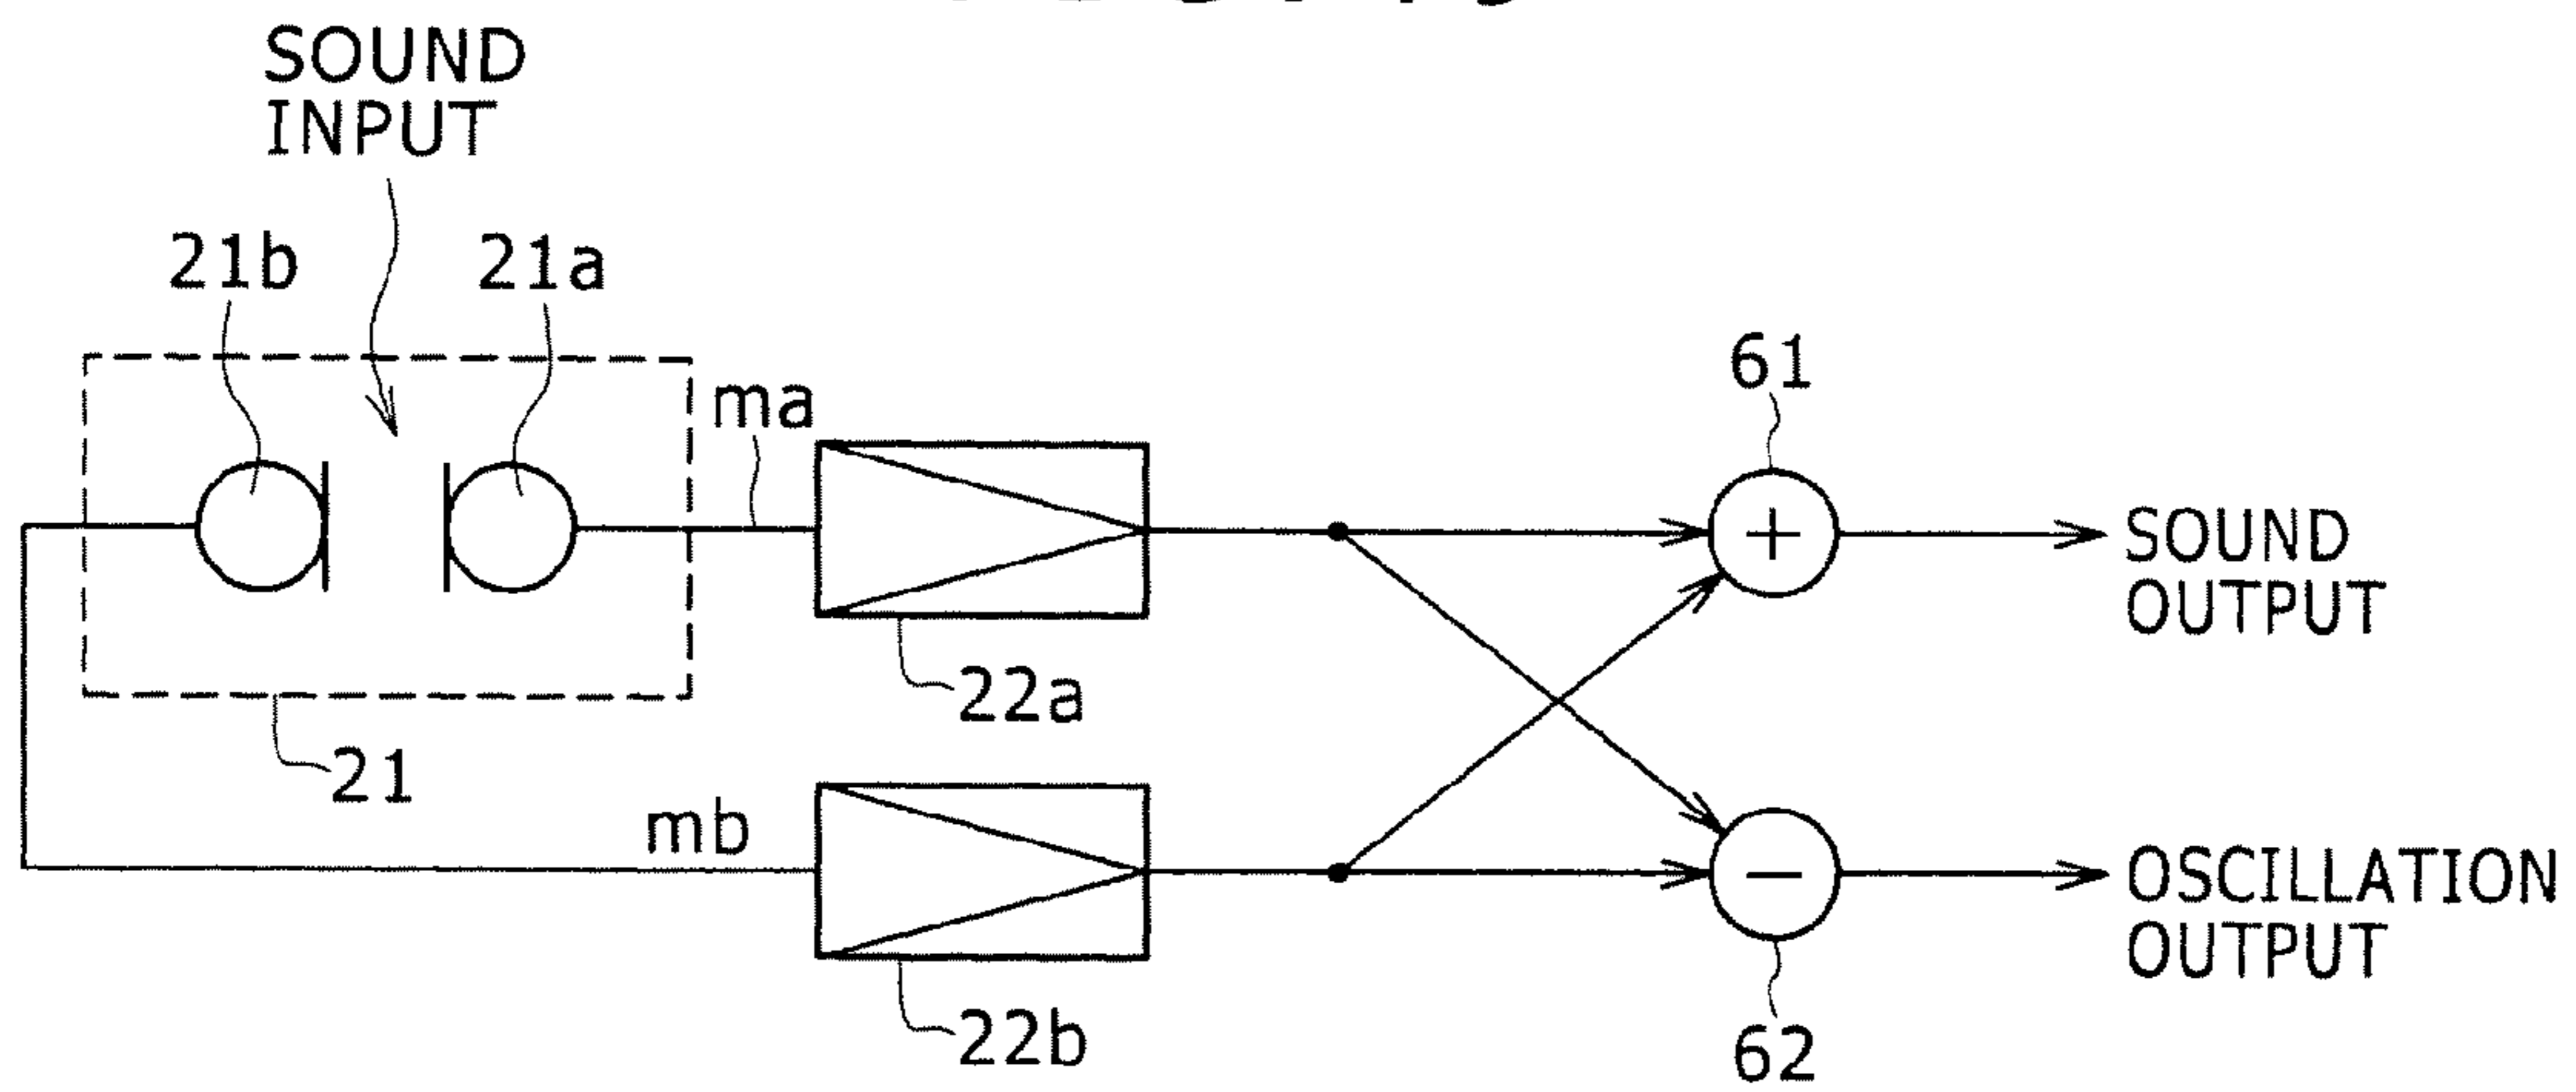 SOUND
INPUT
21b
21a
ma
61
+
SOUND
OUTPUT
22a
21
mb
−
OSCILLATION
OUTPUT
22b
62